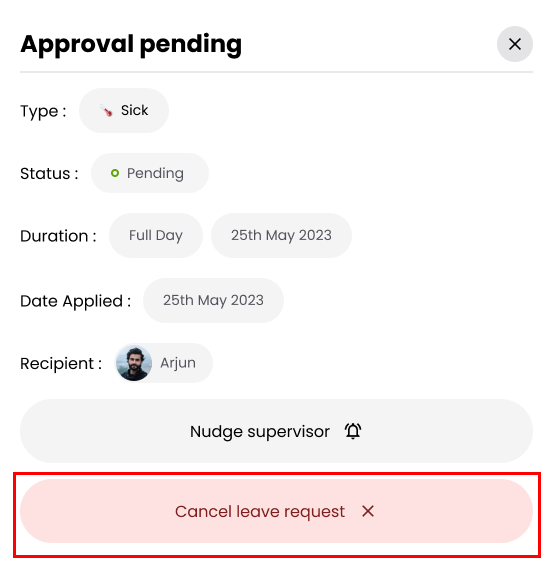 Approval pending
Type : Sick
Status : Pending
Duration : Full Day 25th May 2023
Date Applied : 25th May 2023
Recipient : Arjun
Nudge supervisor
Cancel leave request